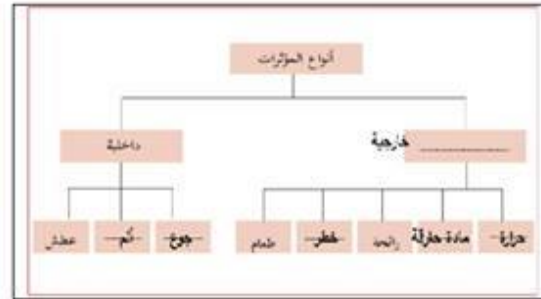 أنواع المؤثرات
خارجية
داخلية
حرارة
مادة حارقة
رائحة
خطر
طعام
جوع
ألم
عطش